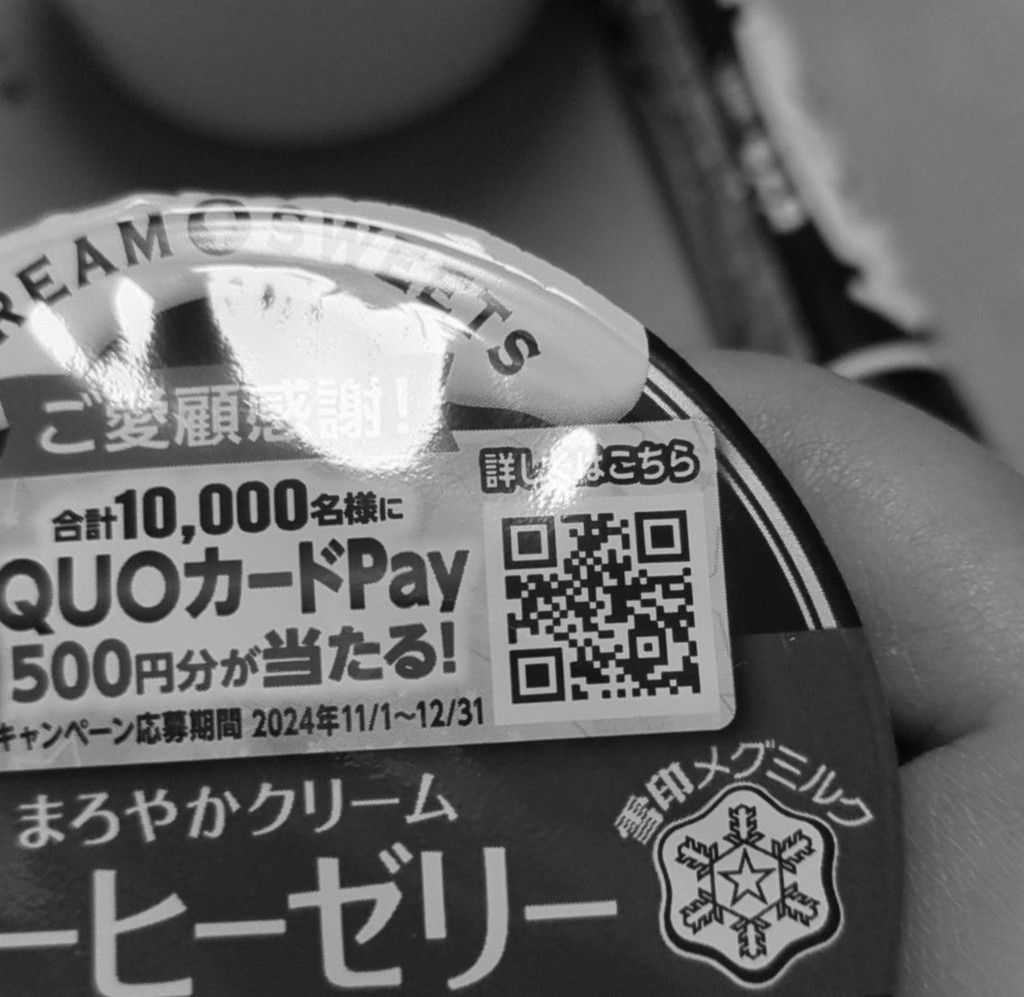 REAM SWEETS
ご愛顧感謝!
詳しくはこちら
合計10,000名様に
QUOカードPay
500円分が当たる!
キャンペーン応募期間 2024年11/1〜12/31
まろやかクリーム
ーヒーゼリー
雪印メグミルク